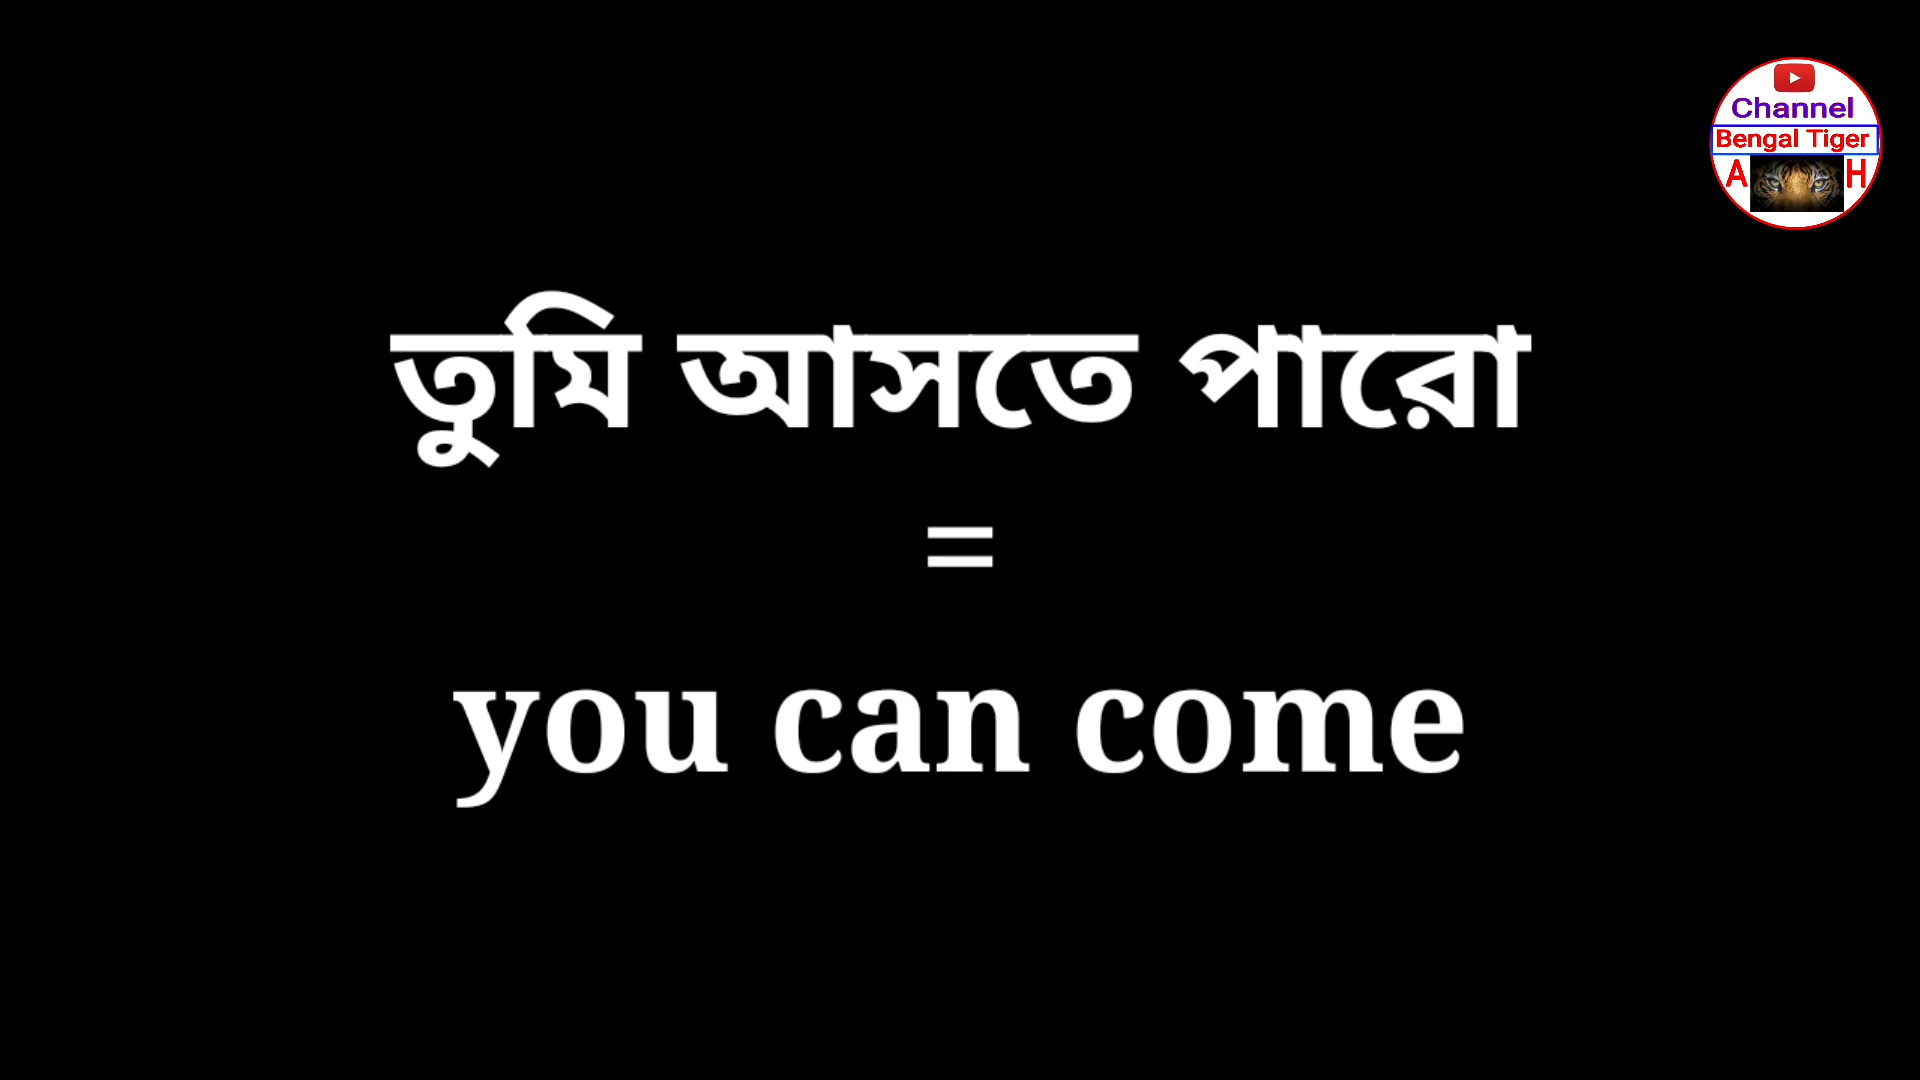 Channel
Bengal Tiger
A H
তুমি আসতে পারো
=
you can come